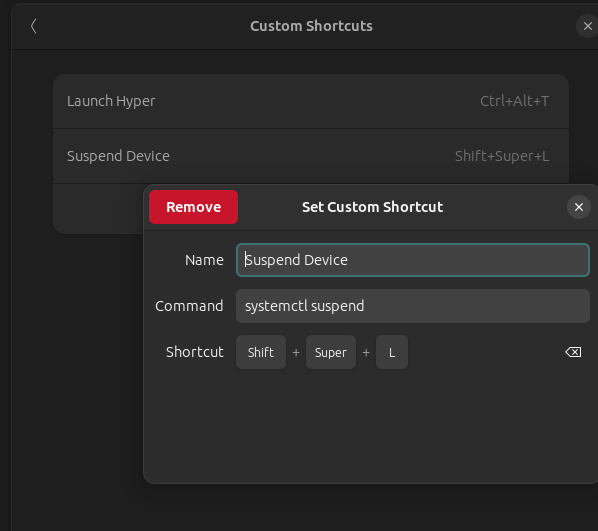 Custom Shortcuts
Launch Hyper Ctrl+Alt+T
Suspend Device Shift+Super+L
Remove Set Custom Shortcut
Name Suspend Device
Command systemctl suspend
Shortcut Shift + Super + L